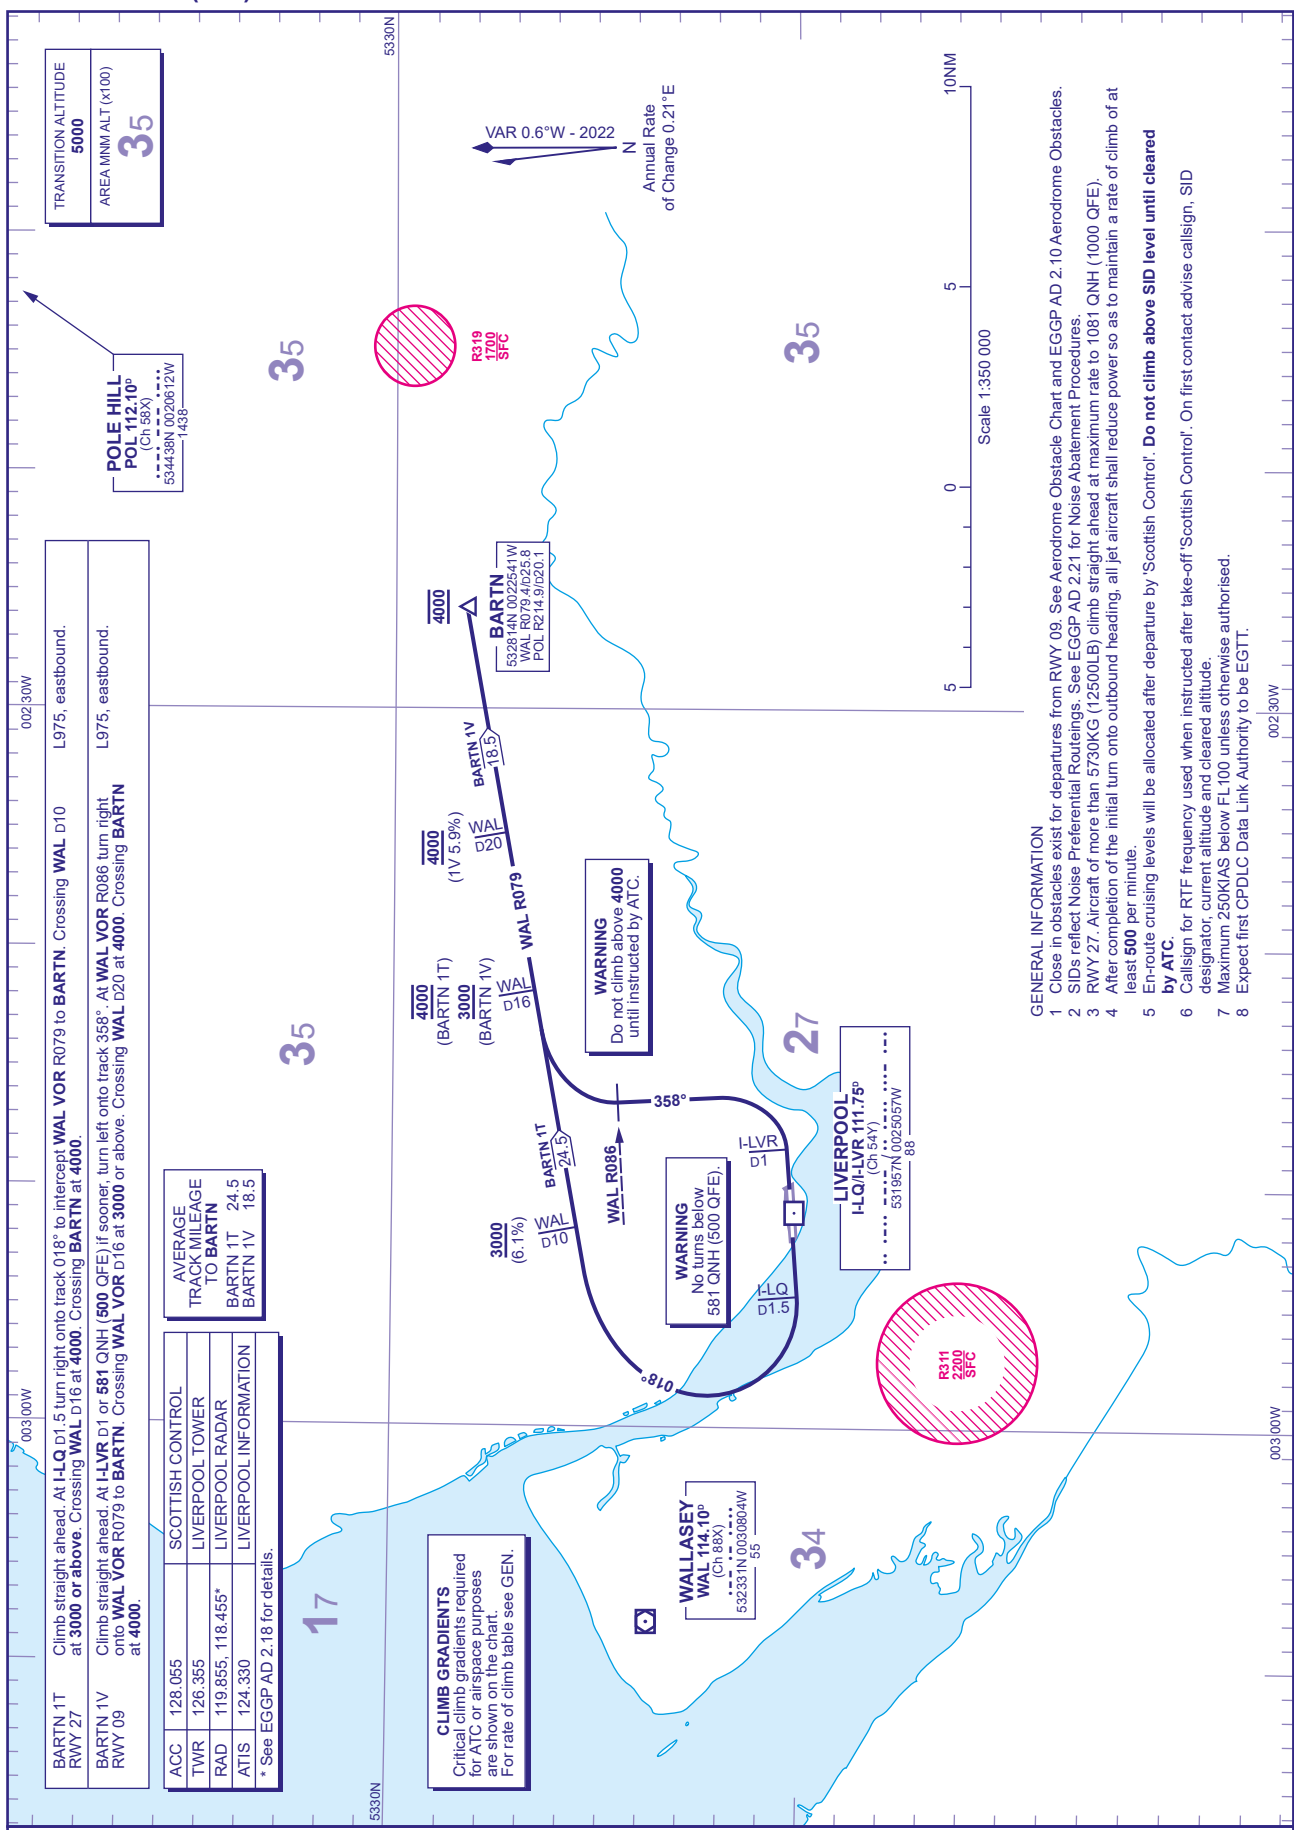 BARTN 1T
RWY 27
Climb straight ahead. At I-LQ D1.5 turn right onto track 018° to intercept WAL VOR R079 to BARTN. Crossing WAL D10
at 3000 or above. Crossing WAL D16 at 4000. Crossing BARTN at 4000.
L975, eastbound.
BARTN 1V
RWY 09
Climb straight ahead. At I-LVR D1 or 581 QNH (500 QFE) if sooner, turn left onto track 358°. At WAL VOR R086 turn right
onto WAL VOR R079 to BARTN. Crossing WAL VOR D16 at 3000 or above. Crossing WAL D20 at 4000. Crossing BARTN
at 4000.
L975, eastbound.
TRANSITION ALTITUDE
5000
AREA MNM ALT (x100)
35
ACC 128.055 SCOTTISH CONTROL
TWR 126.355 LIVERPOOL TOWER
RAD 119.855, 118.455* LIVERPOOL RADAR
ATIS 124.330 LIVERPOOL INFORMATION
* See EGGP AD 2.18 for details.
AVERAGE
TRACK MILEAGE
TO BARTN
BARTN 1T 24.5
BARTN 1V 18.5
POLE HILL
POL 112.10D
(Ch 58X)
534438N 0020612W
1438
003 00W
002 30W
5330N
5330N
17
35
35
CLIMB GRADIENTS
Critical climb gradients required
for ATC or airspace purposes
are shown on the chart.
For rate of climb table see GEN.
3000
(6.1%)
WAL
D10
BARTN 1T
24.5
4000
(BARTN 1T)
3000
(BARTN 1V)
WAL
D16
WAL R079
4000
(1V 5.9%)
WAL
D20
BARTN 1V
18.5
4000
BARTN
532814N 0022541W
WAL R079.4/D25.8
POL R214.9/D20.1
R319
1700
SFC
VAR 0.6°W - 2022
N
Annual Rate
of Change 0.21°E
018°
WAL R086
358°
WARNING
Do not climb above 4000
until instructed by ATC.
WARNING
No turns below
581 QNH (500 QFE).
I-LQ
D1.5
I-LVR
D1
WALLASEY
WAL 114.10D
(Ch 88X)
532331N 0030804W
55
34
LIVERPOOL
I-LQ/I-LVR 111.75D
(Ch 54Y)
531957N 0025057W
88
27
35
R311
2200
SFC
5 0 5 10NM
Scale 1:350 000
GENERAL INFORMATION
1 Close in obstacles exist for departures from RWY 09. See Aerodrome Obstacle Chart and EGGP AD 2.10 Aerodrome Obstacles.
2 SIDs reflect Noise Preferential Routeings. See EGGP AD 2.21 for Noise Abatement Procedures.
3 RWY 27. Aircraft of more than 5730KG (12500LB) climb straight ahead at maximum rate to 1081 QNH (1000 QFE).
4 After completion of the initial turn onto outbound heading, all jet aircraft shall reduce power so as to maintain a rate of climb of at
least 500 per minute.
5 En-route cruising levels will be allocated after departure by 'Scottish Control'. Do not climb above SID level until cleared
by ATC.
6 Callsign for RTF frequency used when instructed after take-off 'Scottish Control'. On first contact advise callsign, SID
designator, current altitude and cleared altitude.
7 Maximum 250KIAS below FL100 unless otherwise authorised.
8 Expect first CPDLC Data Link Authority to be EGTT.
003 00W
002 30W